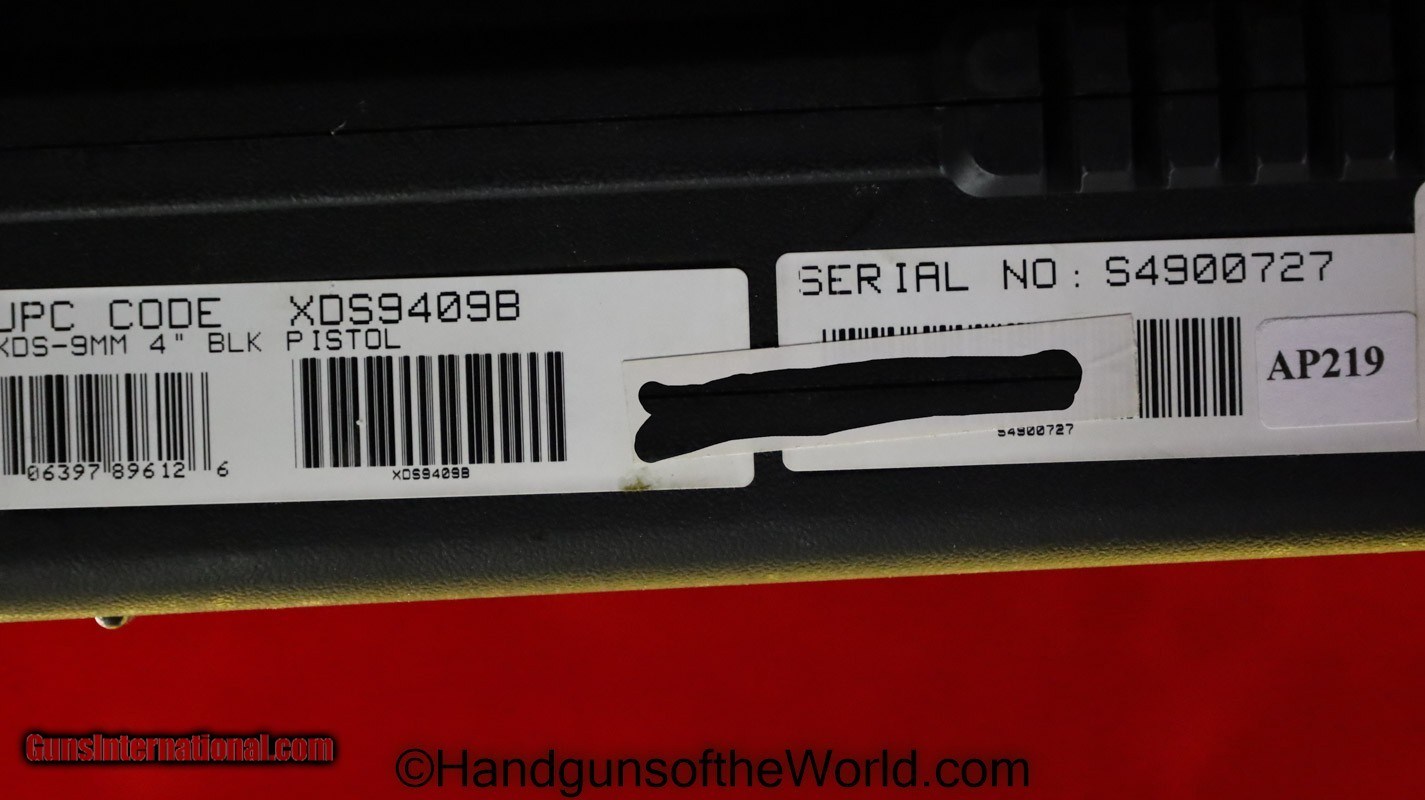 UPC CODE XDS9409B
XDS-9MM 4" BLK PISTOL
06397 89612 6
XDS9409B
SERIAL NO: S4900727
S4900727
AP219
GunsInternational.com
©HandgunsoftheWorld.com